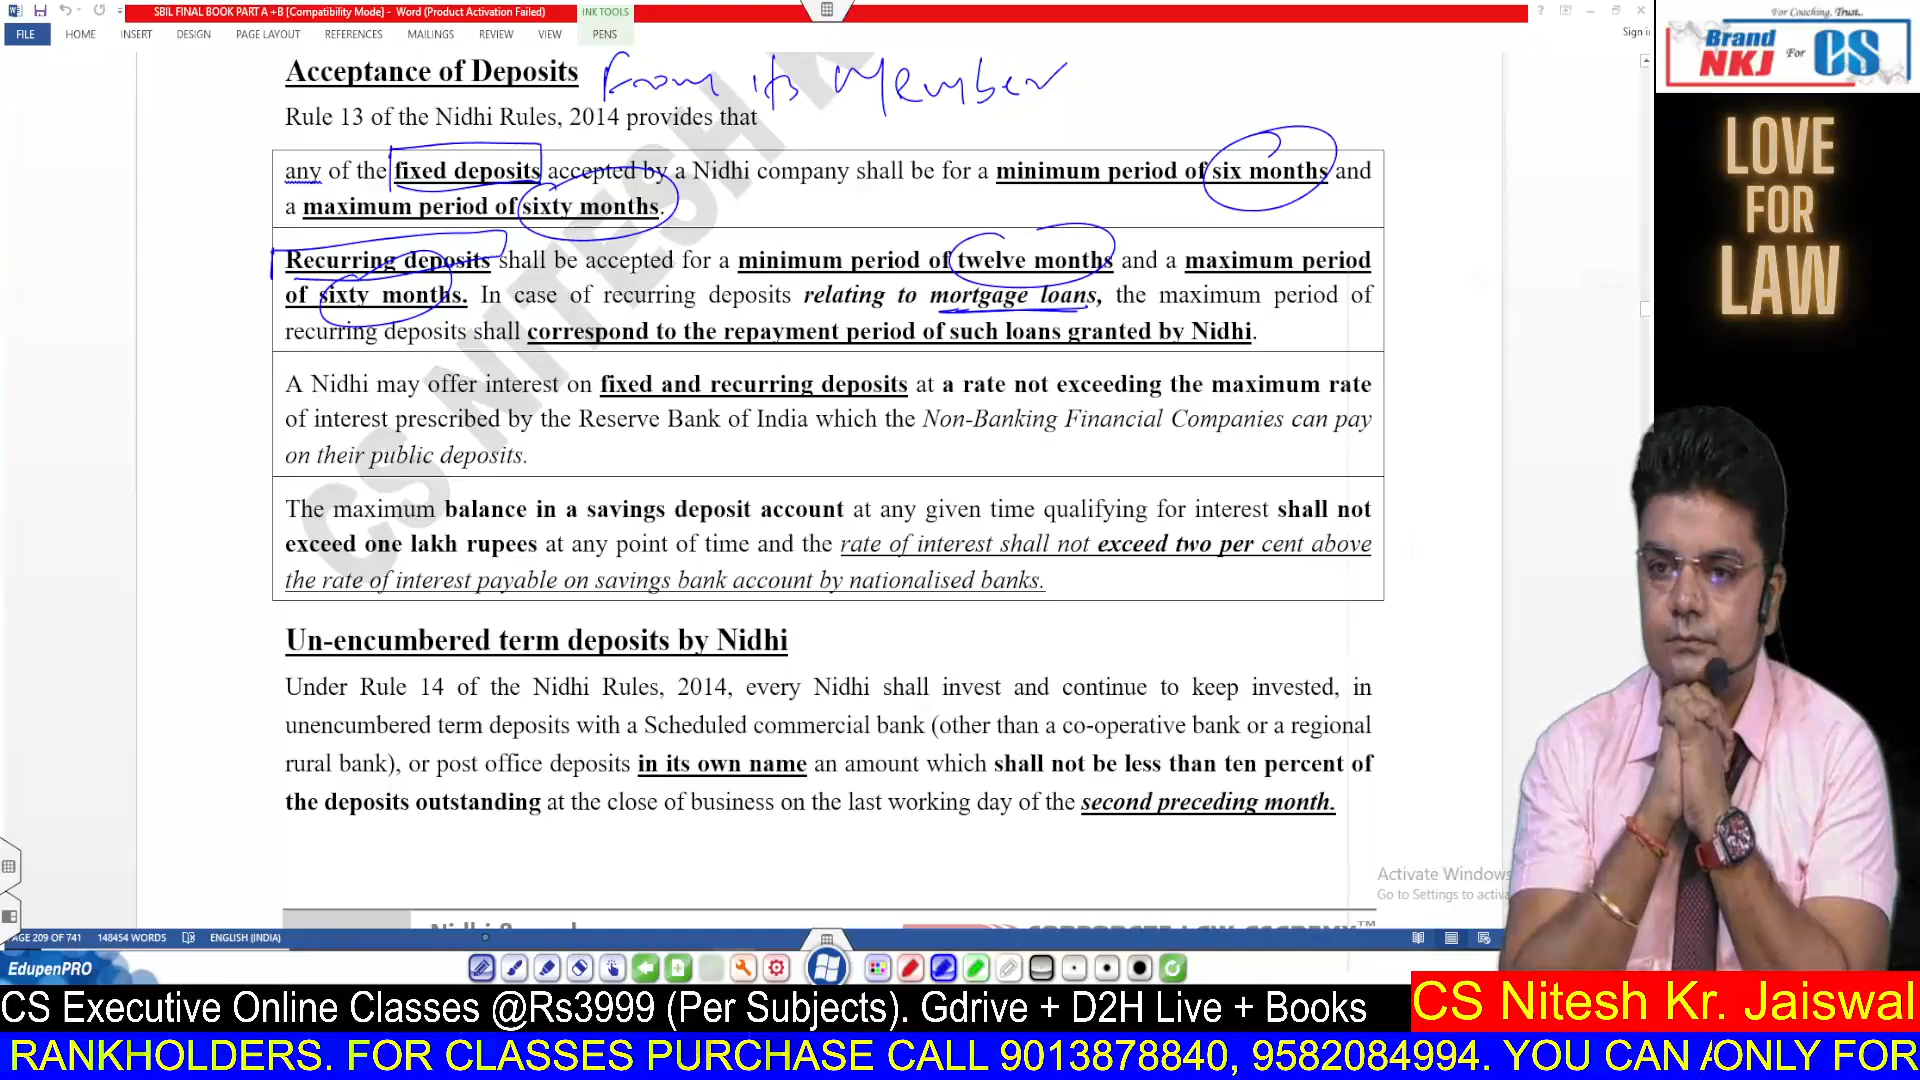 SBIL FINAL BOOK PART A +B [Compatibility Mode] - Word (Product Activation Failed)
INK TOOLS
FILE HOME INSERT DESIGN PAGE LAYOUT REFERENCES MAILINGS REVIEW VIEW PENS
Sign in
For Coaching, Trust..
Brand NKJ For CS
LOVE
FOR
LAW
Acceptance of Deposits from its Member
Rule 13 of the Nidhi Rules, 2014 provides that
any of the fixed deposits accepted by a Nidhi company shall be for a minimum period of six months and
a maximum period of sixty months.
Recurring deposits shall be accepted for a minimum period of twelve months and a maximum period
of sixty months. In case of recurring deposits relating to mortgage loans, the maximum period of
recurring deposits shall correspond to the repayment period of such loans granted by Nidhi.
A Nidhi may offer interest on fixed and recurring deposits at a rate not exceeding the maximum rate
of interest prescribed by the Reserve Bank of India which the Non-Banking Financial Companies can pay
on their public deposits.
The maximum balance in a savings deposit account at any given time qualifying for interest shall not
exceed one lakh rupees at any point of time and the rate of interest shall not exceed two per cent above
the rate of interest payable on savings bank account by nationalised banks.
Un-encumbered term deposits by Nidhi
Under Rule 14 of the Nidhi Rules, 2014, every Nidhi shall invest and continue to keep invested, in
unencumbered term deposits with a Scheduled commercial bank (other than a co-operative bank or a regional
rural bank), or post office deposits in its own name an amount which shall not be less than ten percent of
the deposits outstanding at the close of business on the last working day of the second preceding month.
CS NITESH K
Activate Windows
Go to Settings to activa
PAGE 209 OF 741 148454 WORDS ENGLISH (INDIA)
EdupenPRO
CS Executive Online Classes @Rs3999 (Per Subjects). Gdrive + D2H Live + Books
CS Nitesh Kr. Jaiswal
RANKHOLDERS. FOR CLASSES PURCHASE CALL 9013878840, 9582084994. YOU CAN ONLY FOR